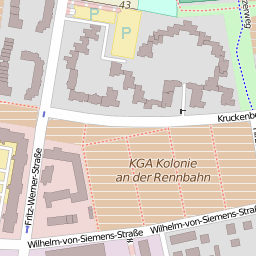 43
P
P
Kruckenbe
KGA Kolonie
an der Rennbahn
Fritz-Werner-Straße
Wilhelm-von-Siemens-Straße
Wilhelm-von-Siemens-Straße